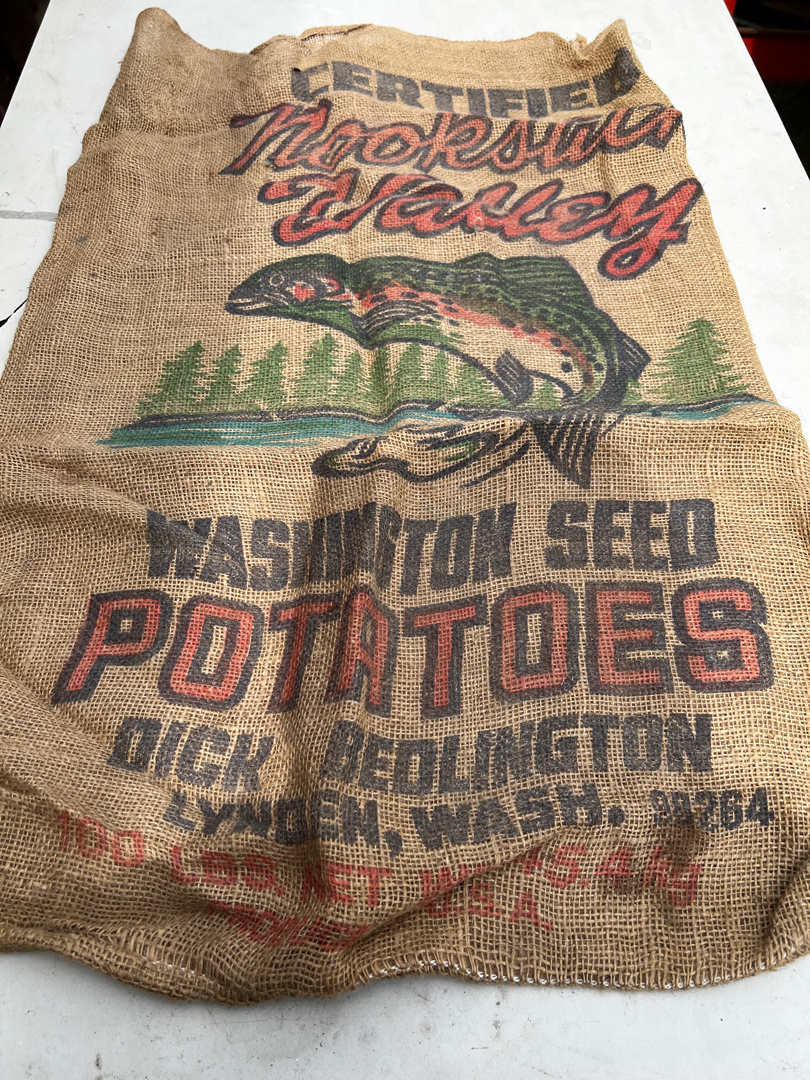 CERTIFIED
Nooksack
Valley
WASHINGTON SEED
POTATOES
DICK BEDLINGTON
LYNDEN, WASH. 98264
100 LBS. NET WT. 45.4 kg
U.S.A.